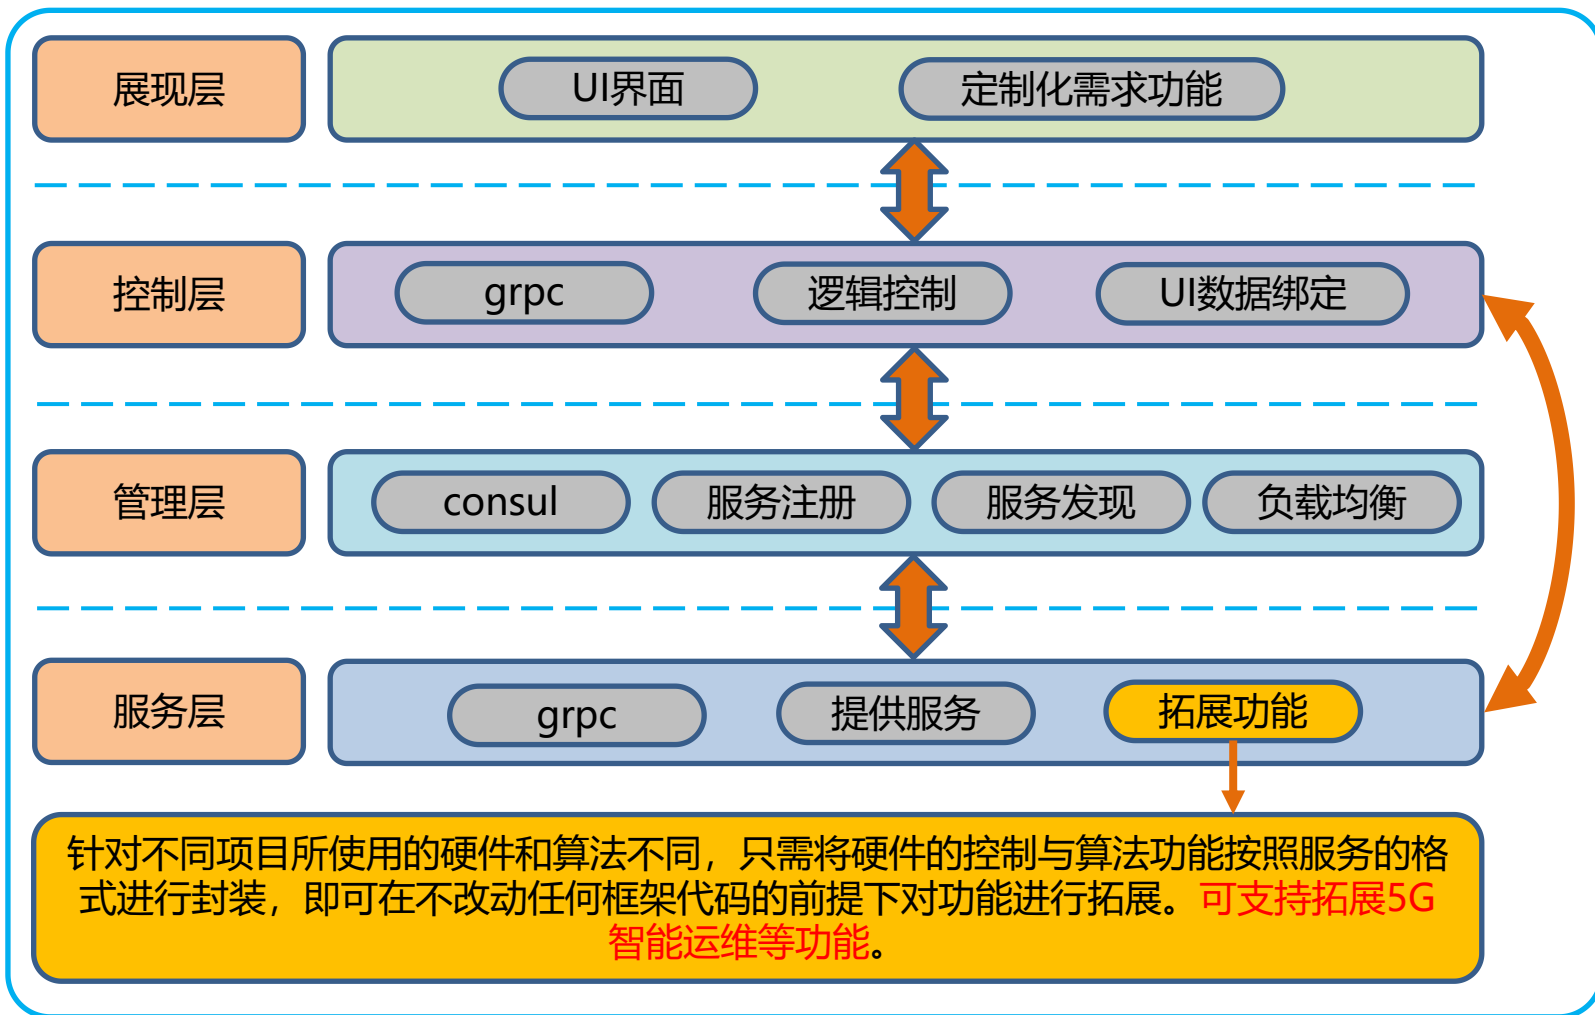 展现层
UI界面
定制化需求功能
控制层
grpc
逻辑控制
UI数据绑定
管理层
consul
服务注册
服务发现
负载均衡
服务层
grpc
提供服务
拓展功能
针对不同项目所使用的硬件和算法不同，只需将硬件的控制与算法功能按照服务的格
式进行封装，即可在不改动任何框架代码的前提下对功能进行拓展。可支持拓展5G
智能运维等功能。